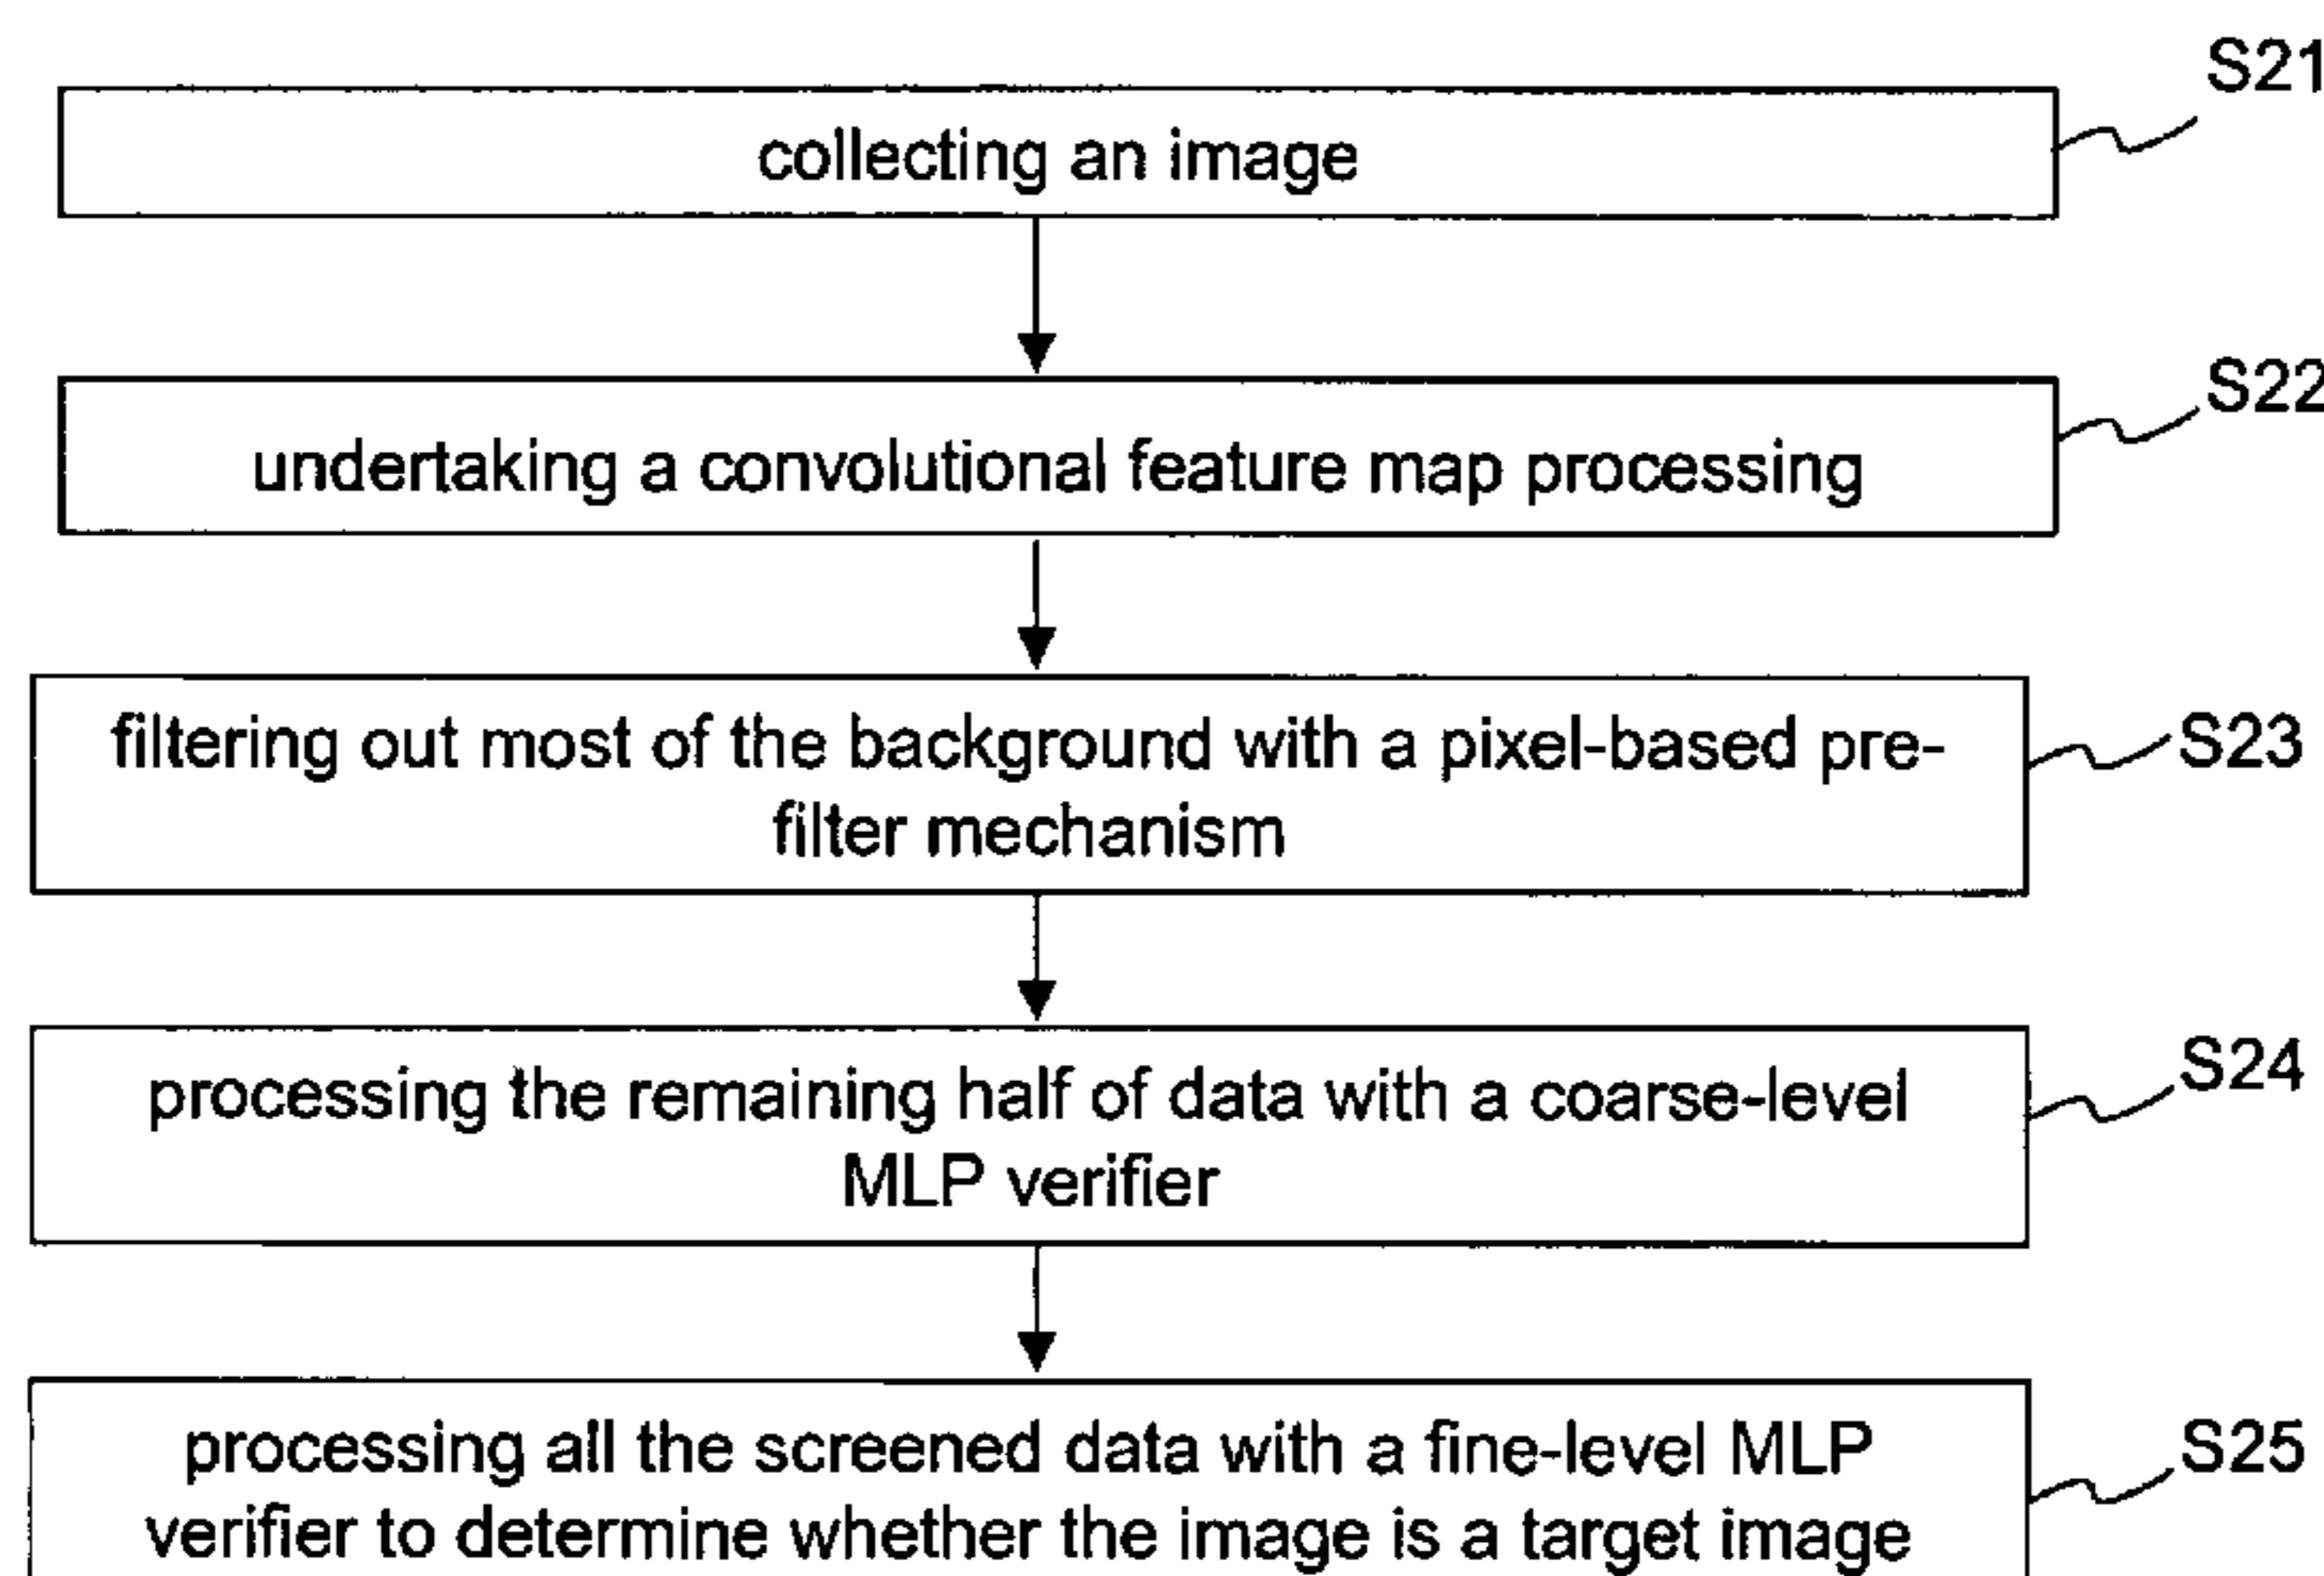 S21
collecting an image
S22
undertaking a convolutional feature map processing
filtering out most of the background with a pixel-based pre-
filter mechanism
S23
processing the remaining half of data with a coarse-level
MLP verifier
S24
processing all the screened data with a fine-level MLP
verifier to determine whether the image is a target image
S25